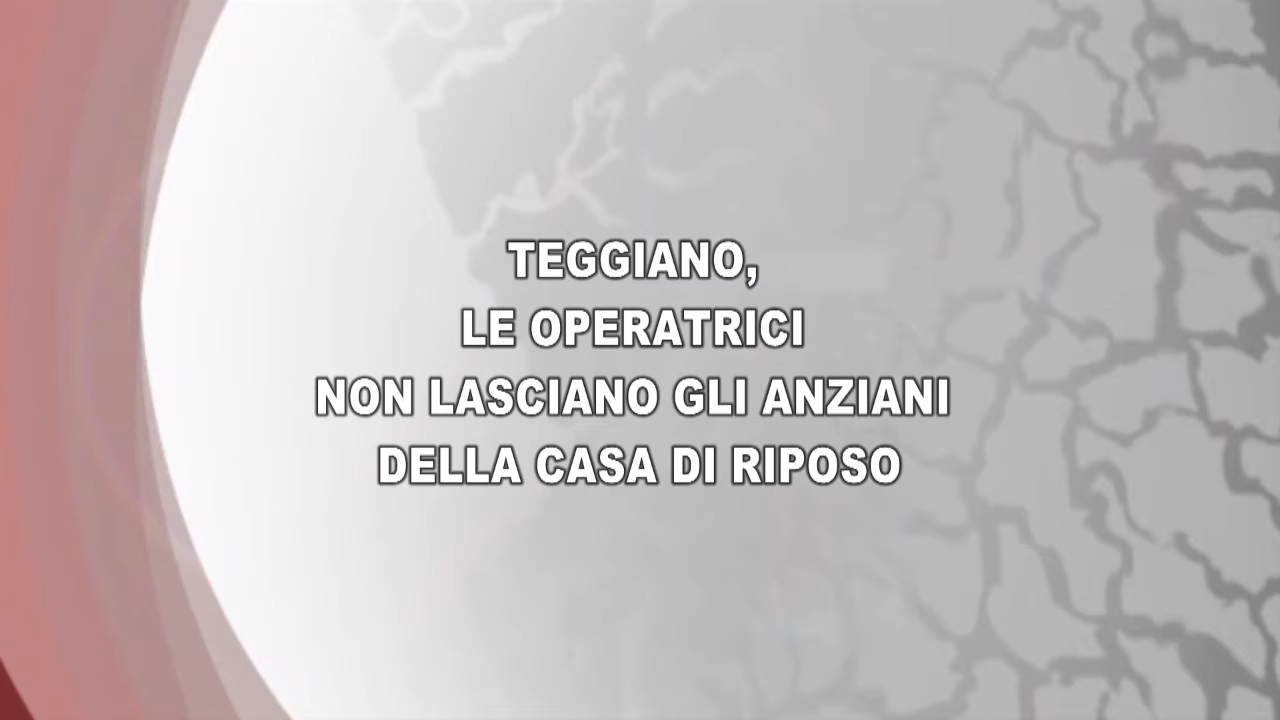 TEGGIANO,
LE OPERATRICI
NON LASCIANO GLI ANZIANI
DELLA CASA DI RIPOSO